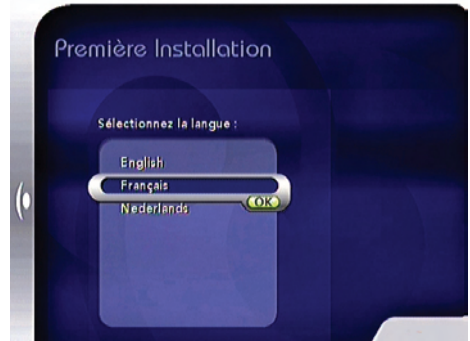 Première Installation
Sélectionnez la langue :
English
Français
Nederlands
OK